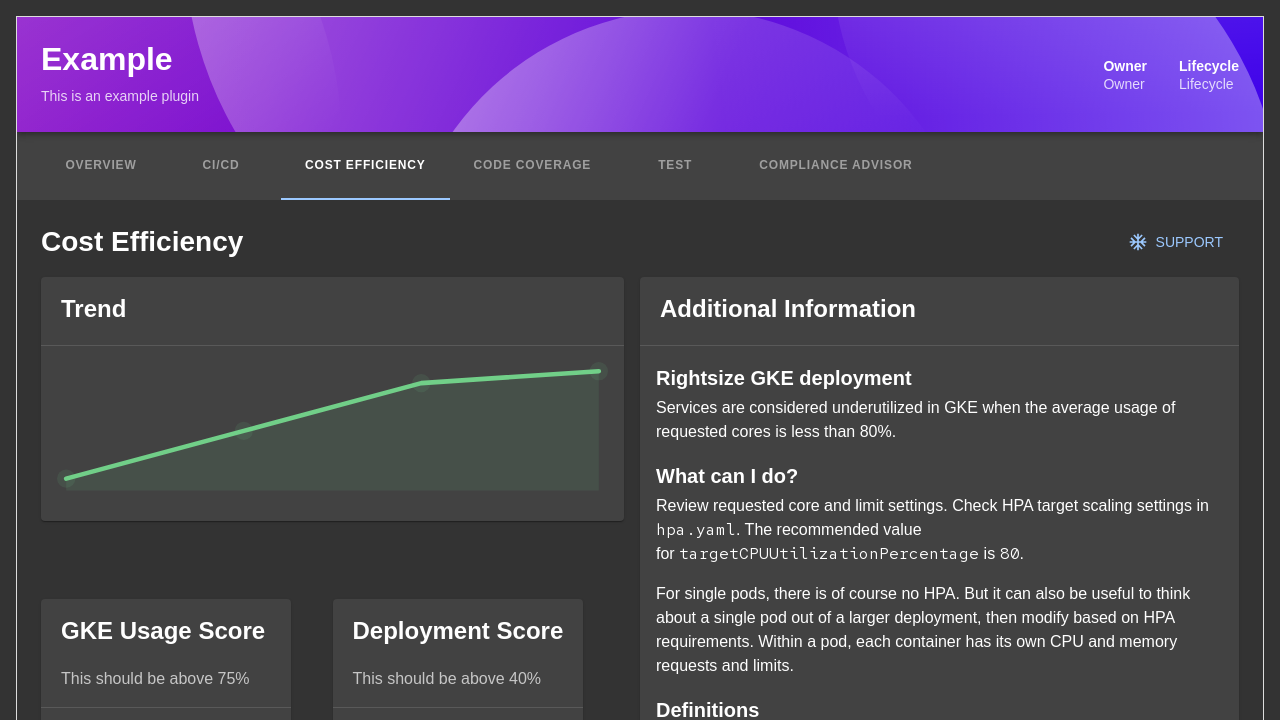 Example
This is an example plugin
Owner
Owner
Lifecycle
Lifecycle
OVERVIEW
CI/CD
COST EFFICIENCY
CODE COVERAGE
TEST
COMPLIANCE ADVISOR
Cost Efficiency
SUPPORT
Trend
Additional Information
Rightsize GKE deployment
Services are considered underutilized in GKE when the average usage of
requested cores is less than 80%.
What can I do?
Review requested core and limit settings. Check HPA target scaling settings in
hpa.yaml. The recommended value
for targetCPUUtilizationPercentage is 80.
For single pods, there is of course no HPA. But it can also be useful to think
about a single pod out of a larger deployment, then modify based on HPA
requirements. Within a pod, each container has its own CPU and memory
requests and limits.
Definitions
GKE Usage Score
This should be above 75%
Deployment Score
This should be above 40%